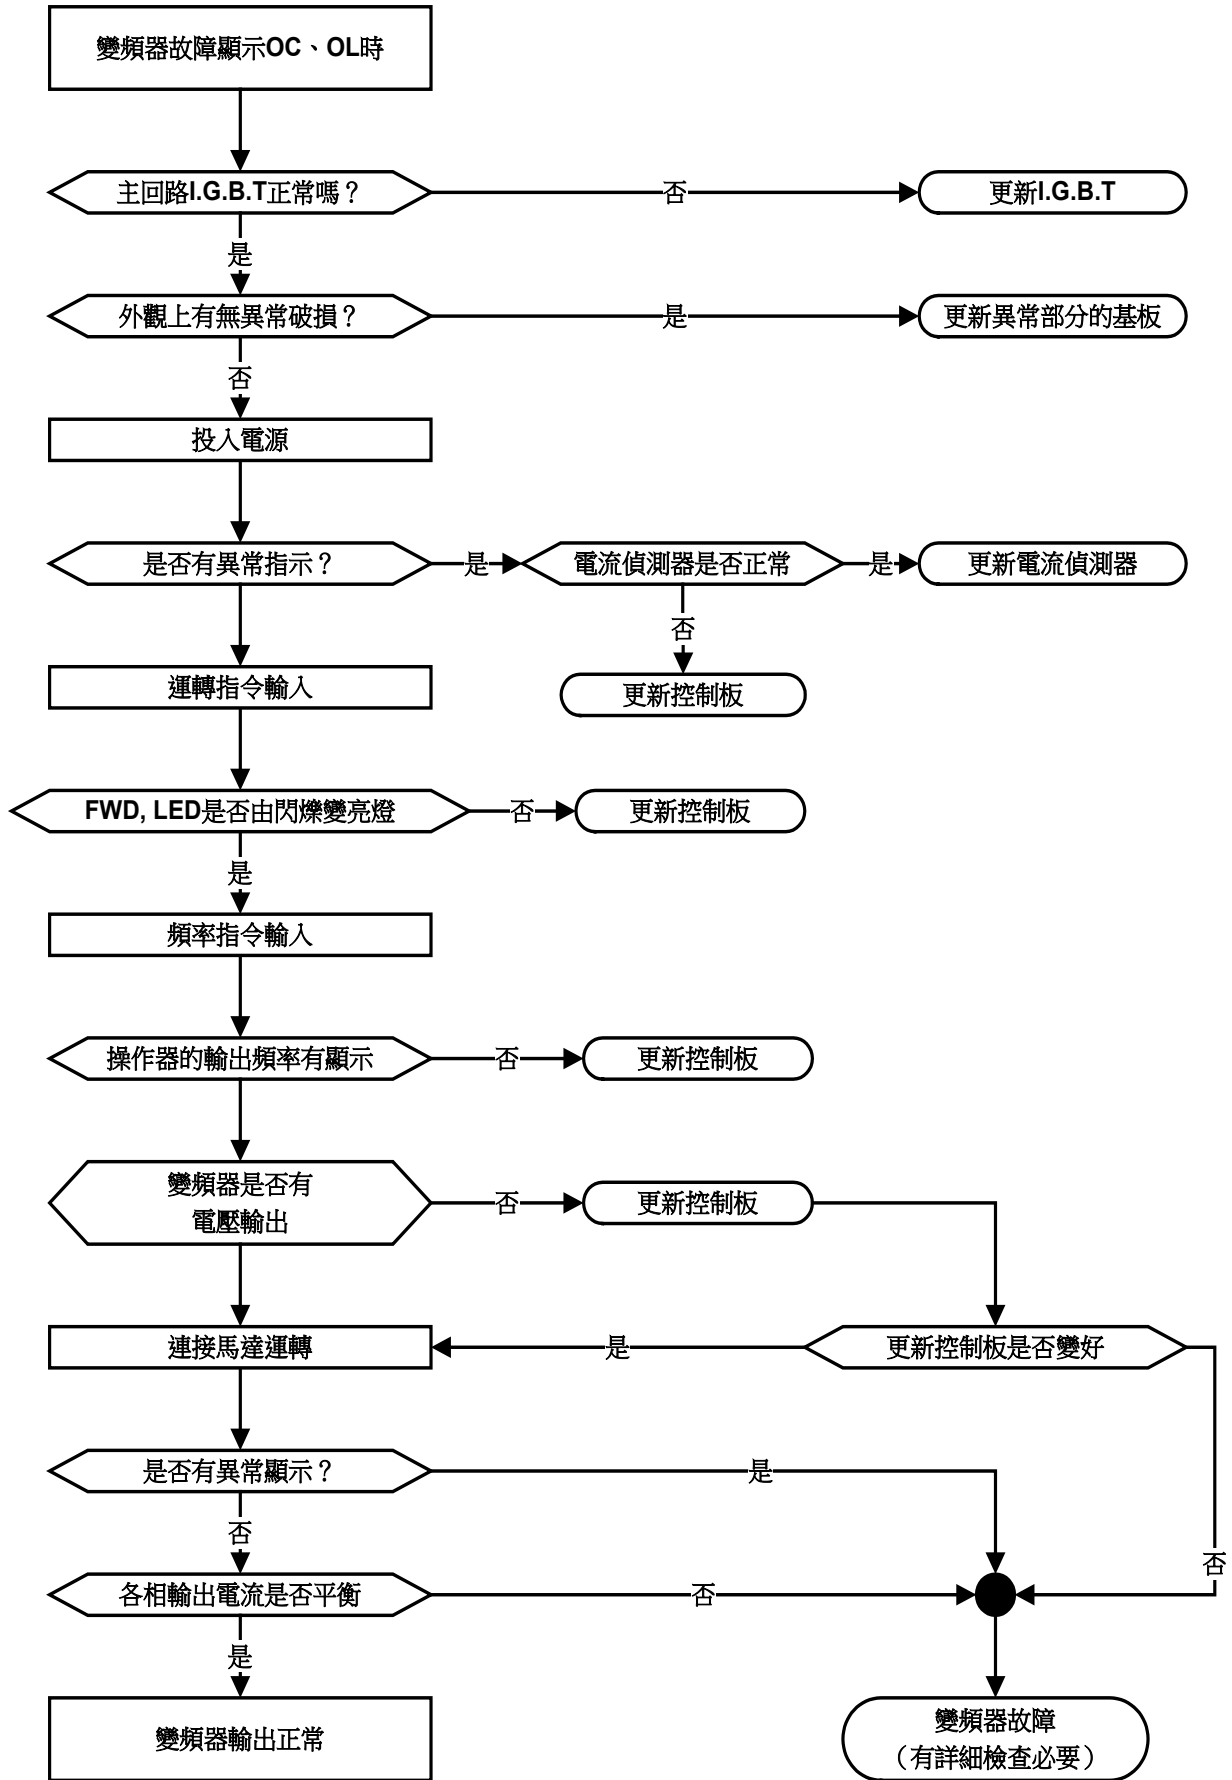 變頻器故障顯示OC、OL時
主回路I.G.B.T正常嗎？
否
更新I.G.B.T
是
外觀上有無異常破損？
是
更新異常部分的基板
否
投入電源
是否有異常指示？
是
電流偵測器是否正常
是
更新電流偵測器
否
更新控制板
運轉指令輸入
FWD, LED是否由閃爍變亮燈
否
更新控制板
是
頻率指令輸入
操作器的輸出頻率有顯示
否
更新控制板
變頻器是否有
電壓輸出
否
更新控制板
連接馬達運轉
是
更新控制板是否變好
是否有異常顯示？
是
否
否
各相輸出電流是否平衡
否
是
變頻器輸出正常
變頻器故障
（有詳細檢查必要）